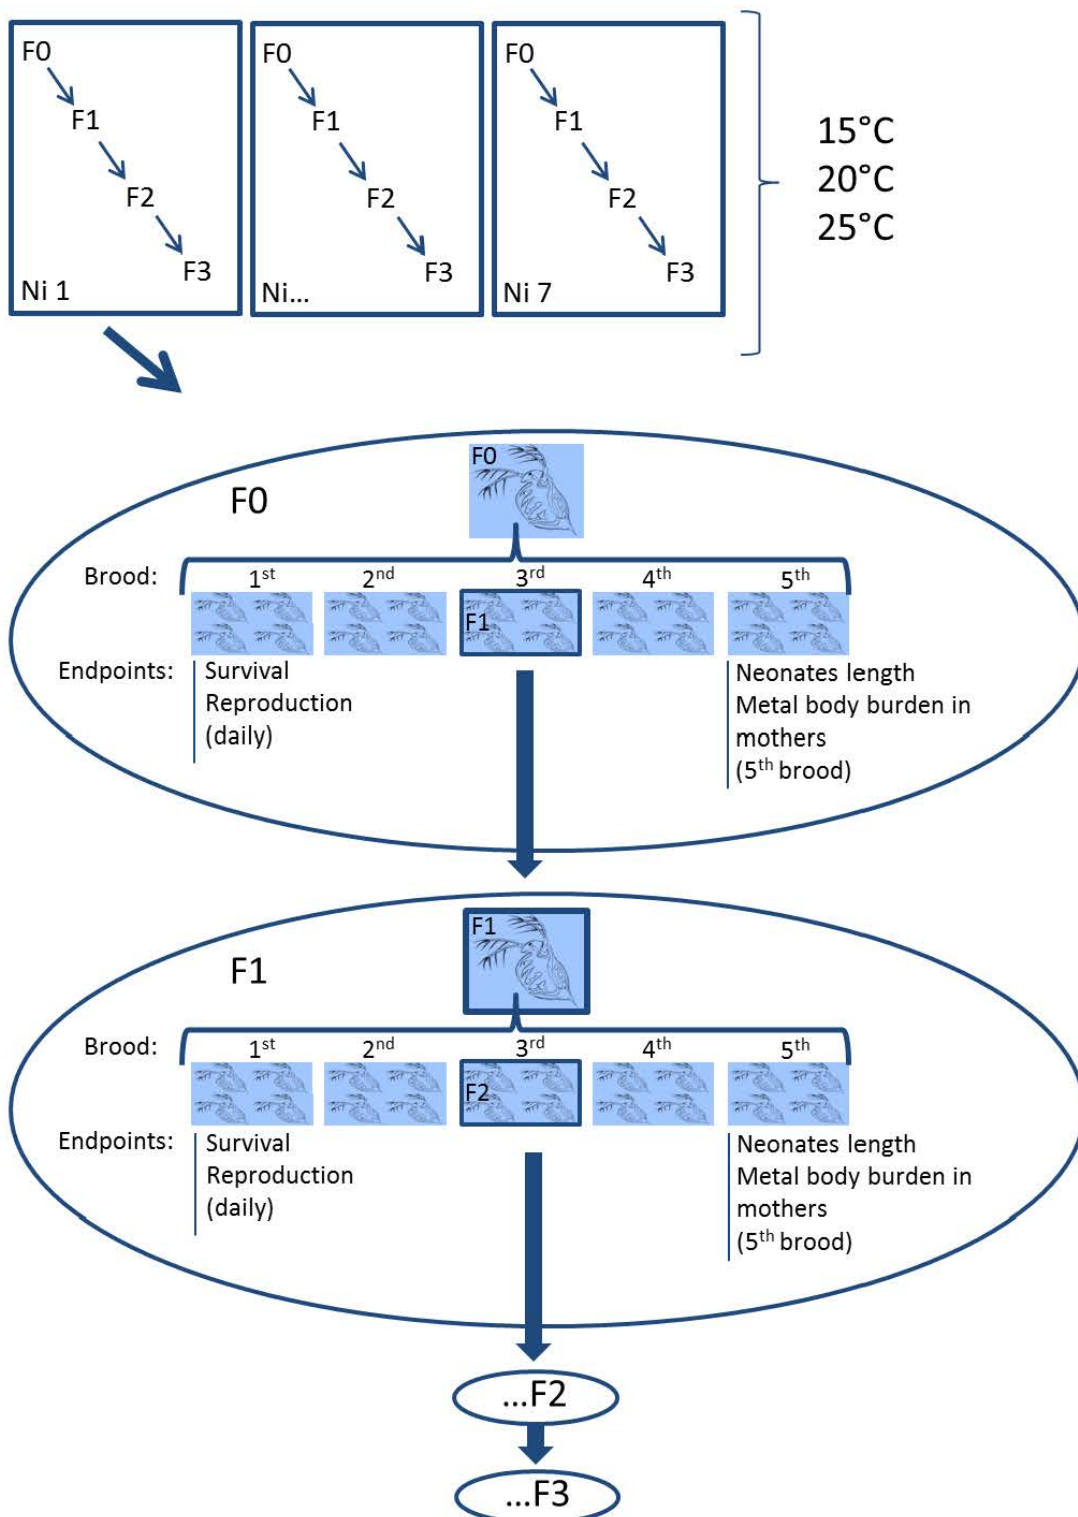 F0
F1
F2
F3
Ni 1
F0
F1
F2
F3
Ni...
F0
F1
F2
F3
Ni 7
15°C
20°C
25°C
F0
F0
Brood:
1st
2nd
3rd
4th
5th
F1
Endpoints:
Survival
Reproduction
(daily)
Neonates length
Metal body burden in
mothers
(5th brood)
F1
F1
Brood:
1st
2nd
3rd
4th
5th
F2
Endpoints:
Survival
Reproduction
(daily)
Neonates length
Metal body burden in
mothers
(5th brood)
...F2
...F3